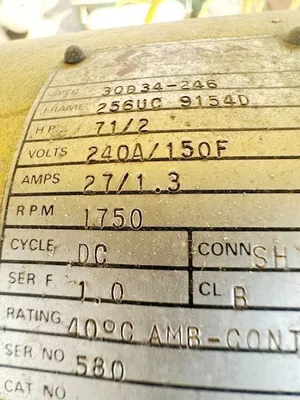 SPEC 30D34-246
FRAME 256UC 9154D
HP 71/2
VOLTS 240A/150F
AMPS 27/1.3
RPM 1750
CYCLE DC CONN SH
SER F 1.0 CL B
RATING 40°C AMB-CONT
SER NO 580
CAT NO